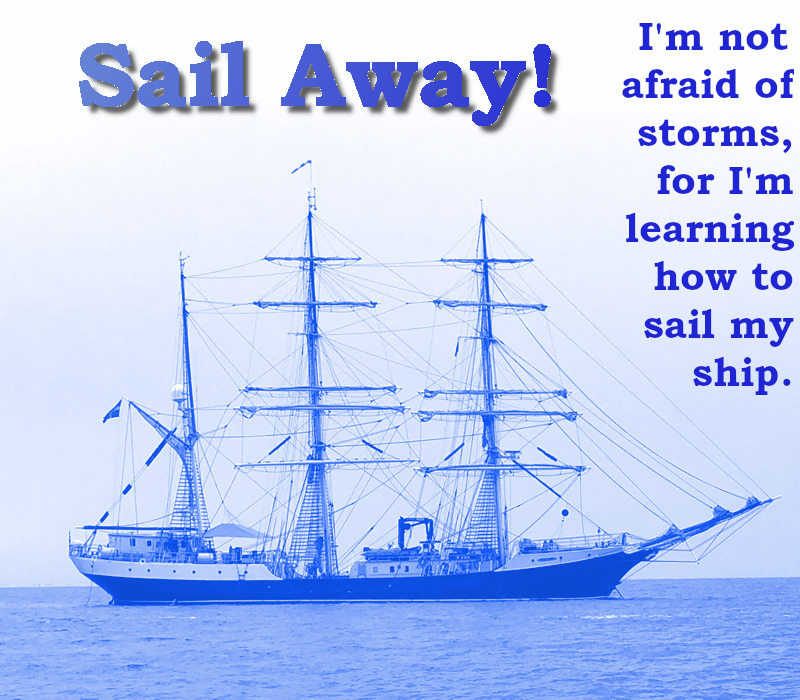 Sail Away!
I'm not
afraid of
storms,
for I'm
learning
how to
sail my
ship.